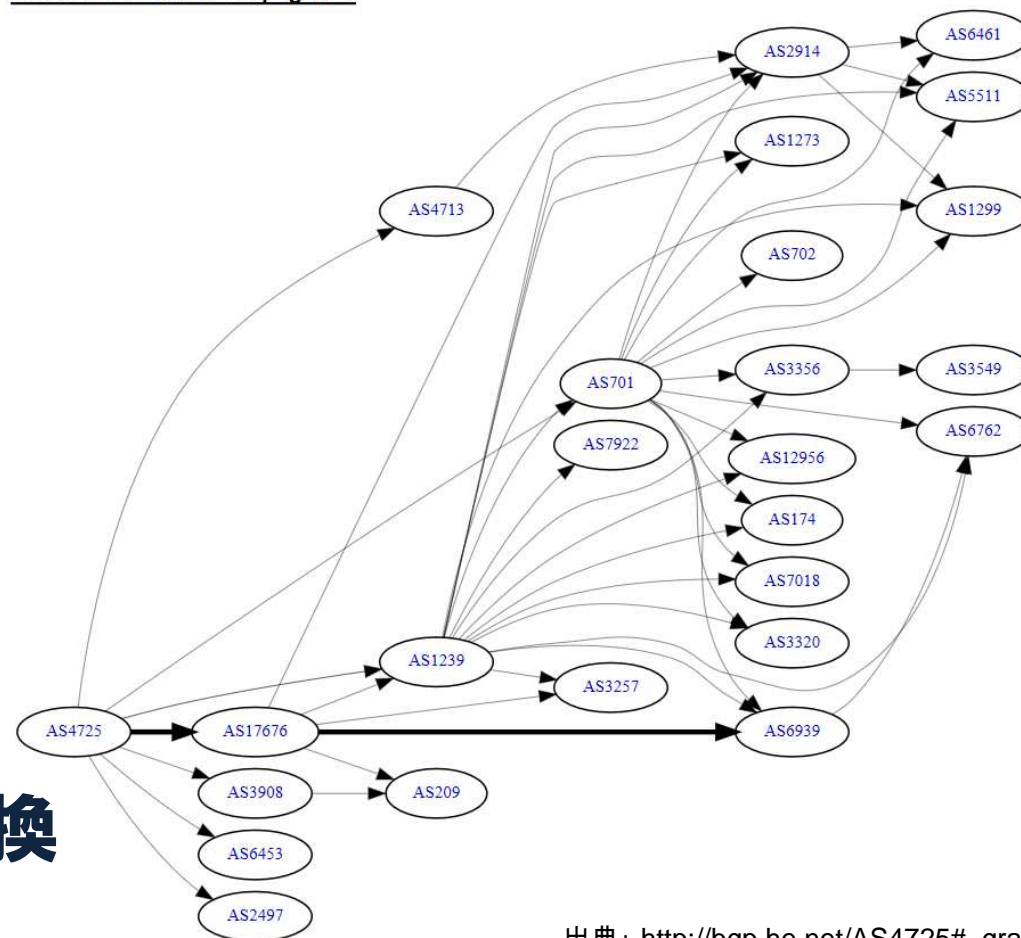 AS6461
AS2914
AS5511
AS1273
AS4713
AS1299
AS702
AS701
AS3356
AS3549
AS6762
AS7922
AS12956
AS174
AS7018
AS3320
AS1239
AS3257
AS4725
AS17676
AS6939
AS3908
AS209
換
AS6453
AS2497
出典: http://bgp.he.net/AS4725#_gra